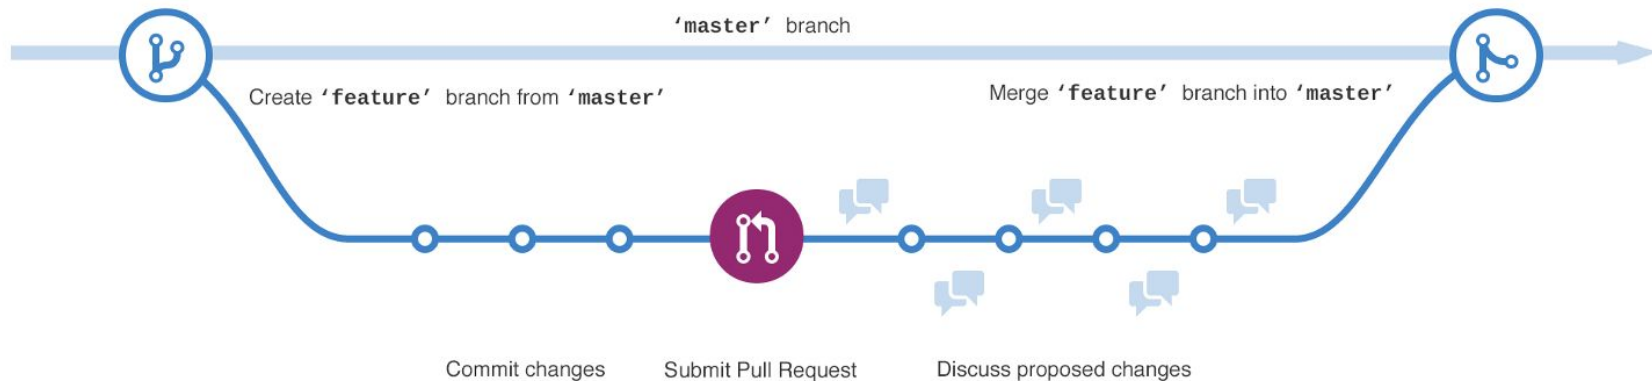 ‘master’ branch
Create ‘feature’ branch from ‘master’
Merge ‘feature’ branch into ‘master’
Commit changes
Submit Pull Request
Discuss proposed changes